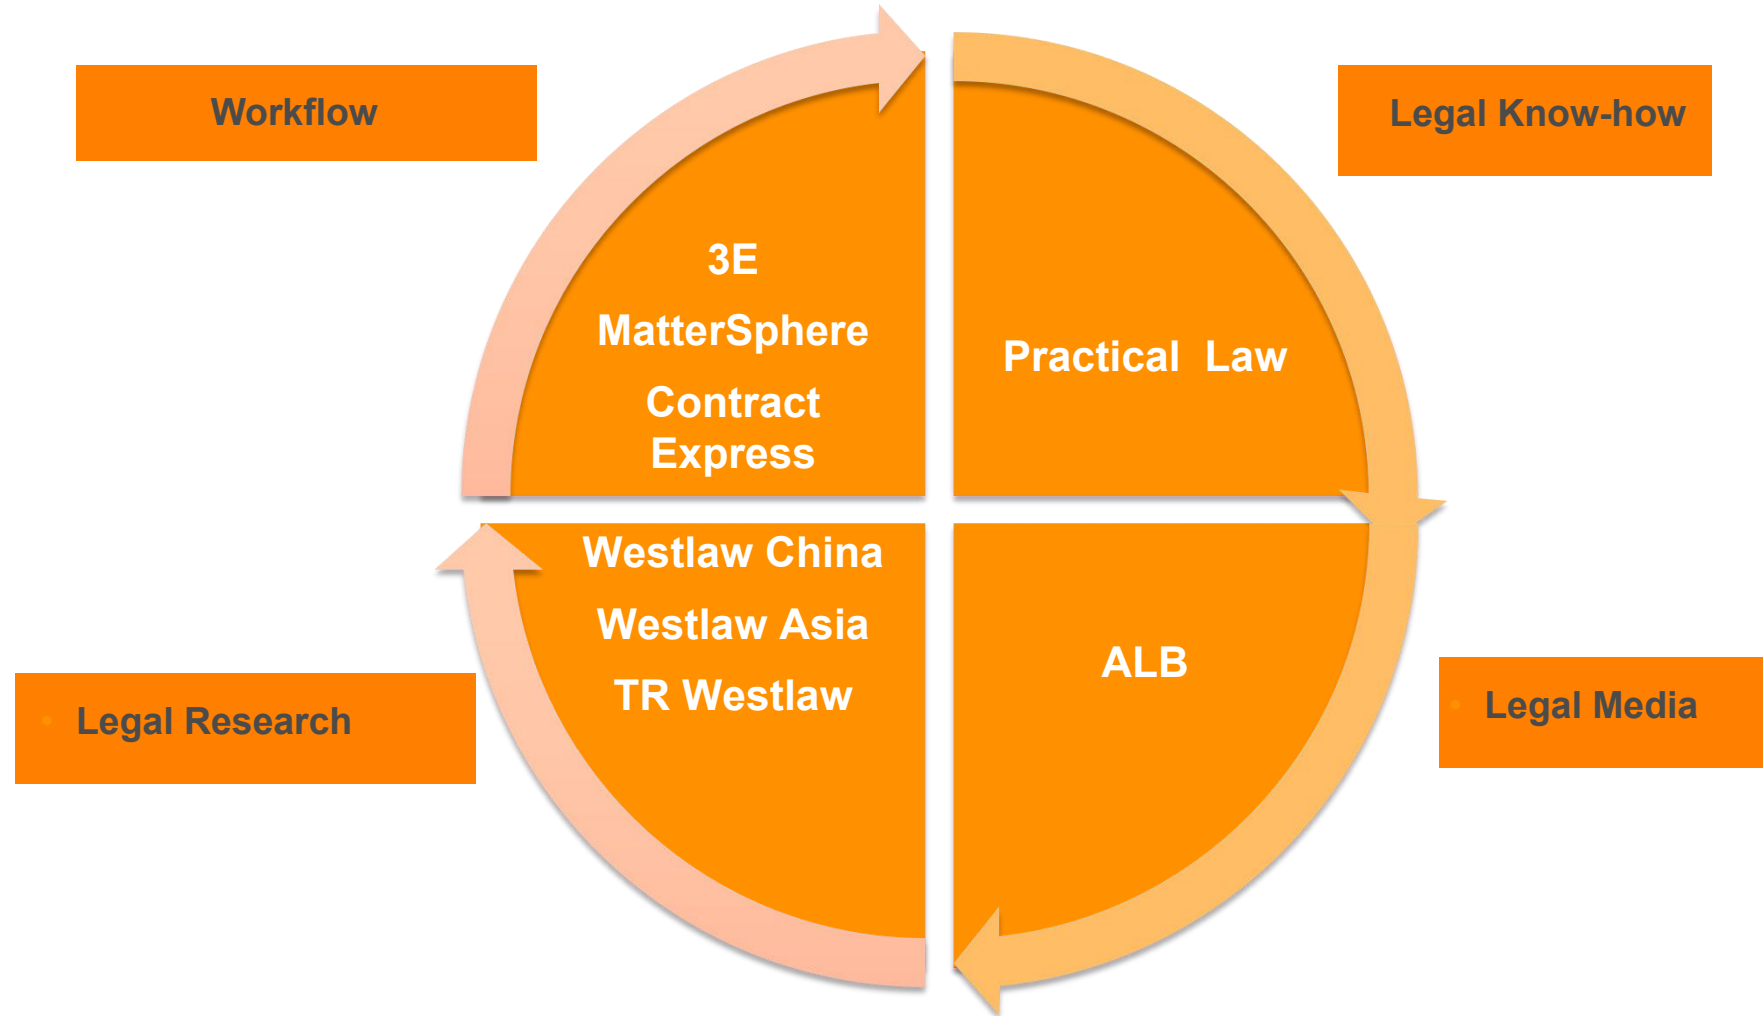 Workflow
Legal Know-how
3E
MatterSphere
Contract
Express
Practical  Law
Westlaw China
Westlaw Asia
TR Westlaw
ALB
• Legal Research
• Legal Media